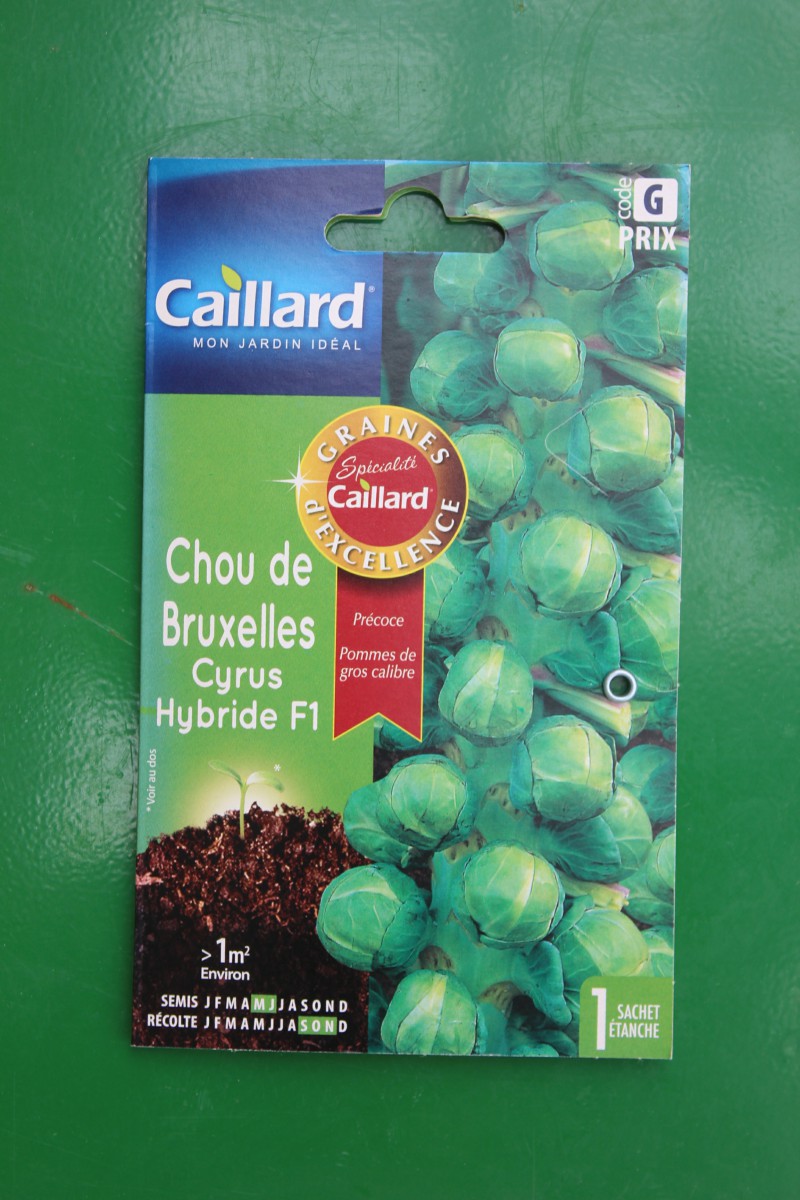 code
G
PRIX
Caillard®
MON JARDIN IDÉAL
GRAINES
Spécialité
Caillard®
d'EXCELLENCE
Chou de
Bruxelles
Cyrus
Hybride F1
Précoce
Pommes de
gros calibre
*
* Voir au dos
> 1m²
Environ
SEMIS J F M A M J J A S O N D
RÉCOLTE J F M A M J J A S O N D
1 SACHET
ÉTANCHE